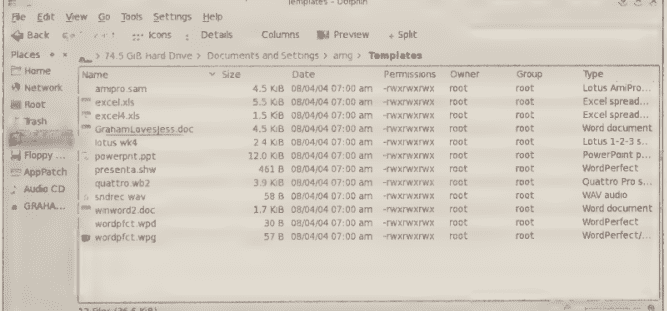 Templates - Dolphin
File Edit View Go Tools Settings Help
Back Icons Details Columns Preview + Split
Places > 74.5 GiB Hard Drive > Documents and Settings > amg > Templates
Home Name Size Date Permissions Owner Group Type
Network ampro.sam 4.5 KiB 08/04/04 07:00 am -rwxrwxrwx root root Lotus AmiPro...
Root excel.xls 5.5 KiB 08/04/04 07:00 am -rwxrwxrwx root root Excel spread...
Trash excel4.xls 1.5 KiB 08/04/04 07:00 am -rwxrwxrwx root root Excel spread...
GrahamLovesJess.doc 4.5 KiB 08/04/04 07:00 am -rwxrwxrwx root root Word document
Floppy ... lotus wk4 2 4 KiB 08/04/04 07:00 am -rwxrwxrwx root root Lotus 1-2-3 s...
AppPatch powerpnt.ppt 12.0 KiB 08/04/04 07:00 am -rwxrwxrwx root root PowerPoint p...
presenta.shw 461 B 08/04/04 07:00 am -rwxrwxrwx root root WordPerfect
Audio CD quattro.wb2 3.9 KiB 08/04/04 07:00 am -rwxrwxrwx root root Quattro Pro s...
GRAHA... sndrec wav 58 B 08/04/04 07:00 am -rwxrwxrwx root root WAV audio
winword2.doc 1.7 KiB 08/04/04 07:00 am -rwxrwxrwx root root Word document
wordpfct.wpd 30 B 08/04/04 07:00 am -rwxrwxrwx root root WordPerfect
wordpfct.wpg 57 B 08/04/04 07:00 am -rwxrwxrwx root root WordPerfect/...